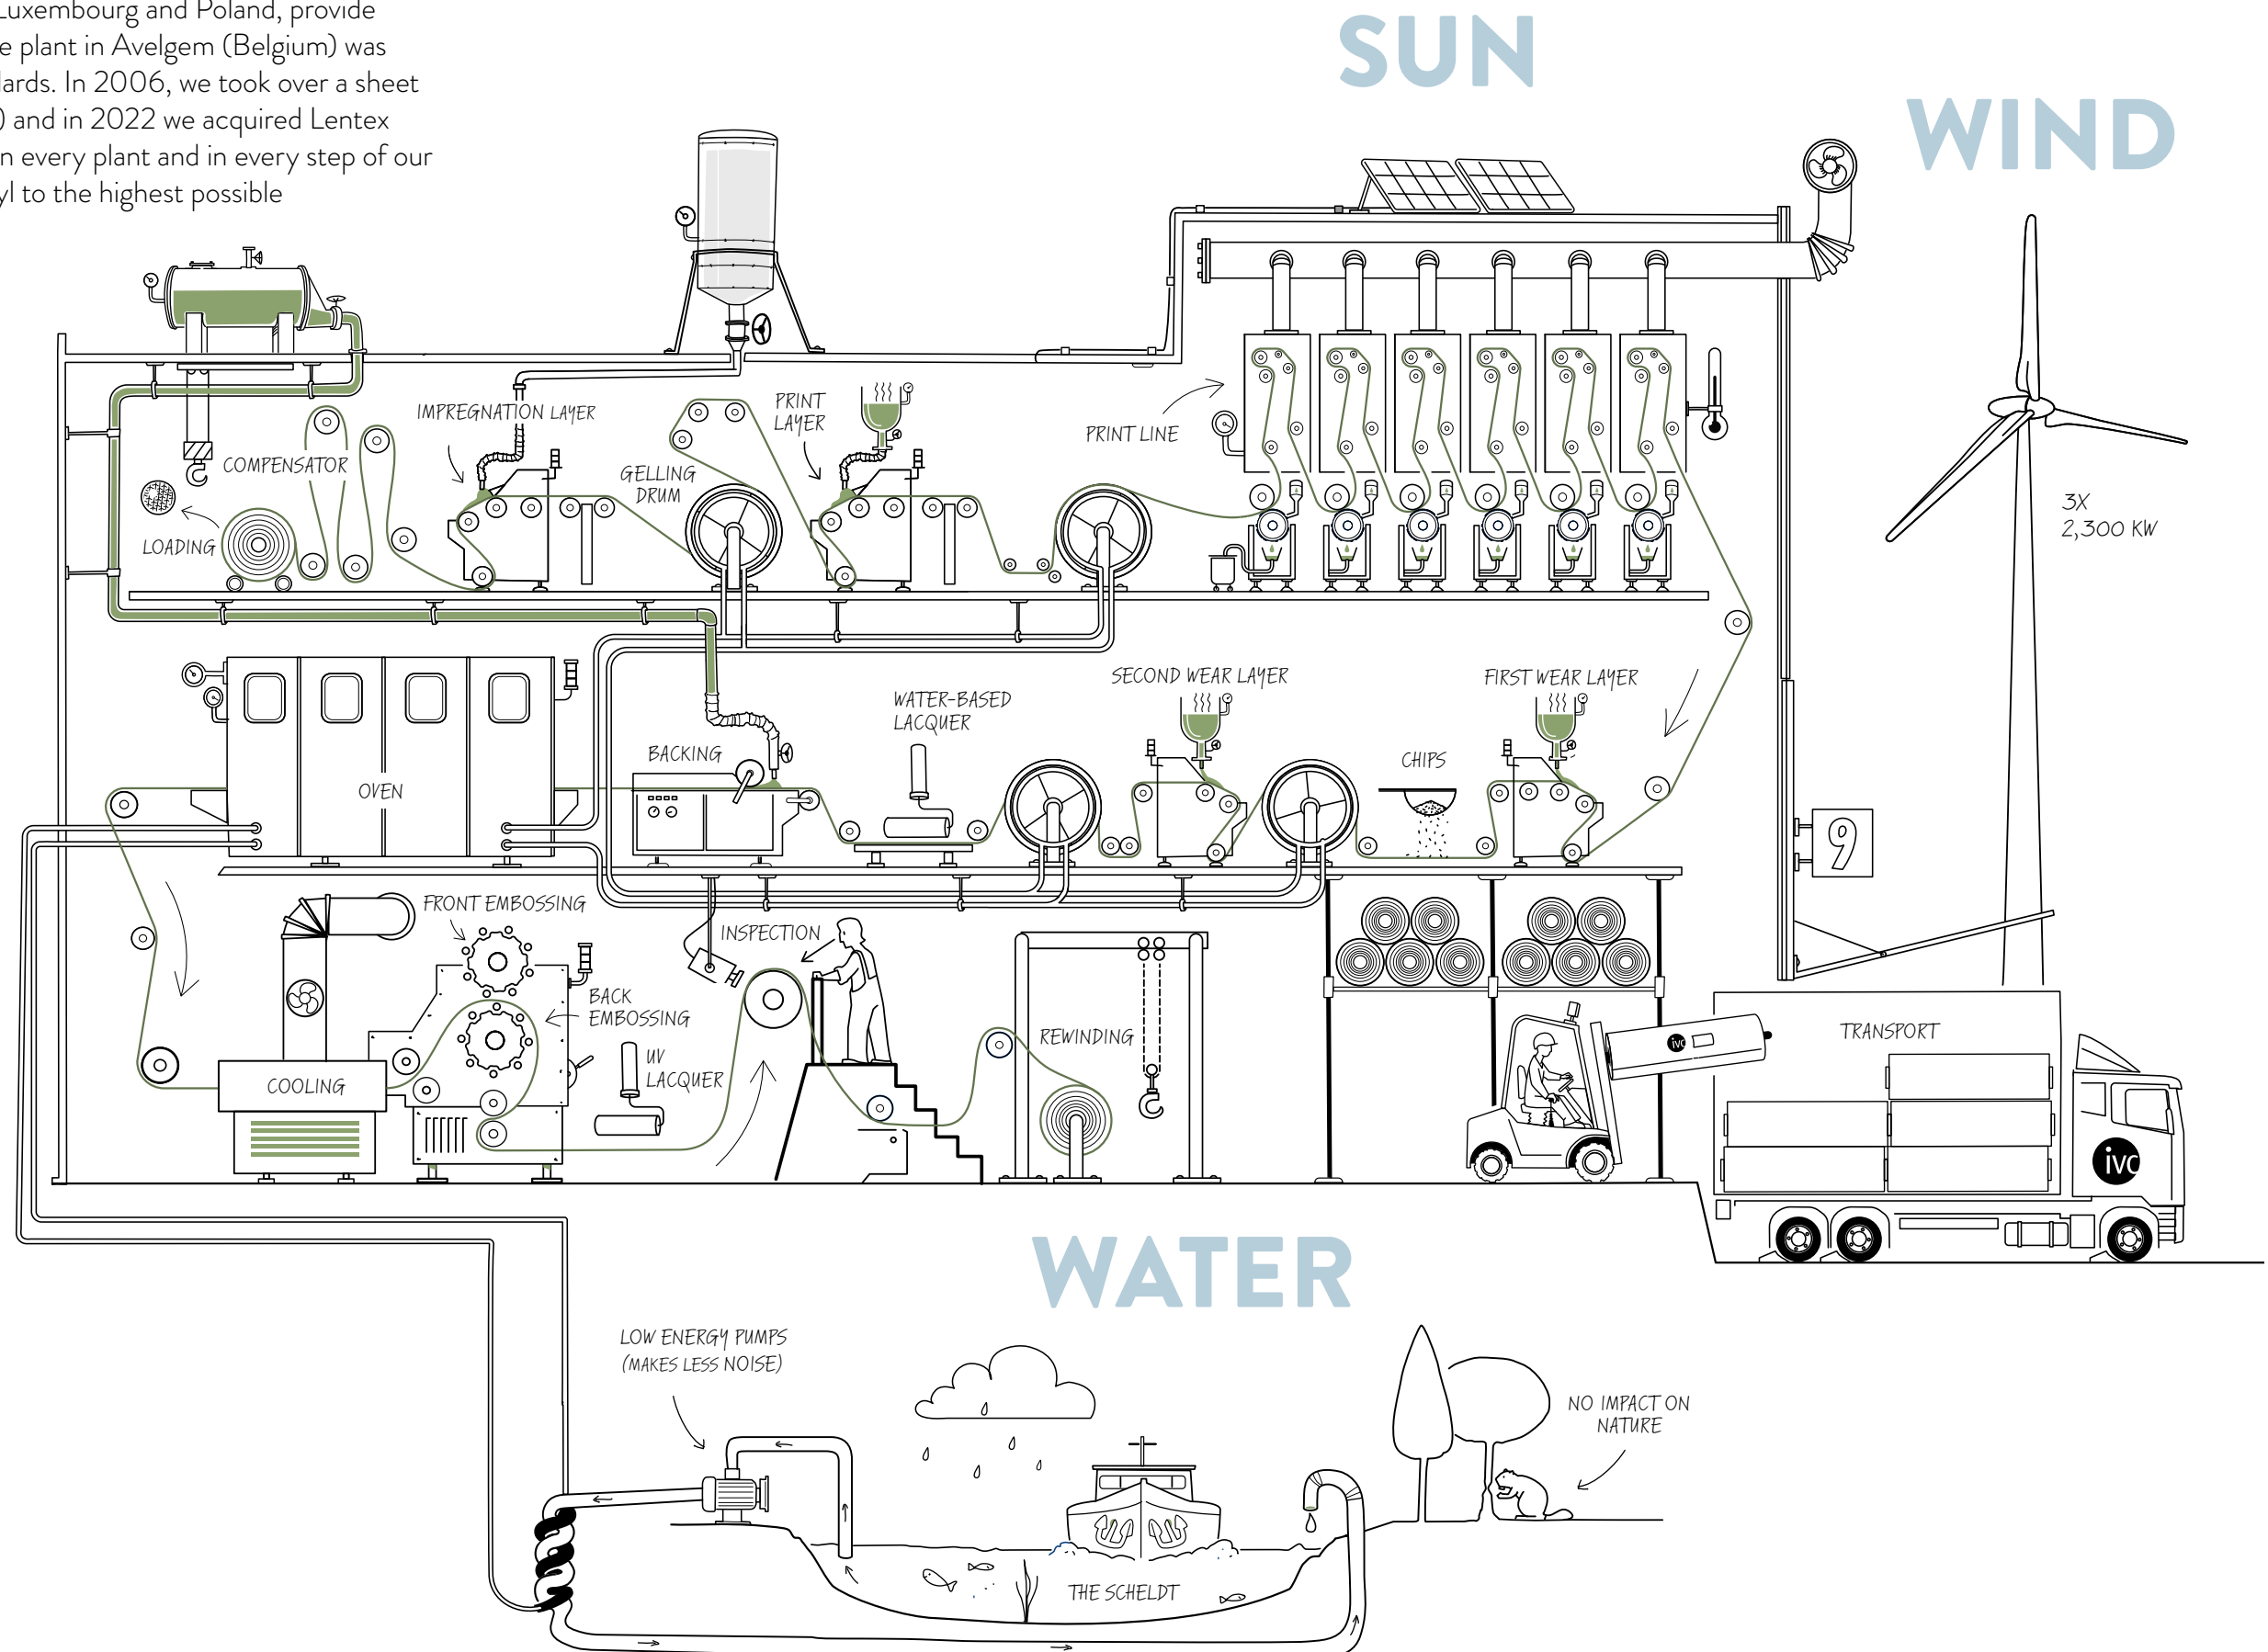 Luxembourg and Poland, provide
e plant in Avelgem (Belgium) was
lards. In 2006, we took over a sheet
) and in 2022 we acquired Lentex
n every plant and in every step of our
yl to the highest possible
SUN
WIND
IMPREGNATION LAYER
PRINT
LAYER
PRINT LINE
COMPENSATOR
GELLING
DRUM
LOADING
3X
2,300 KW
SECOND WEAR LAYER
FIRST WEAR LAYER
WATER-BASED
LACQUER
BACKING
CHIPS
OVEN
9
FRONT EMBOSSING
INSPECTION
BACK
EMBOSSING
REWINDING
TRANSPORT
ivc
UV
LACQUER
COOLING
ivc
WATER
LOW ENERGY PUMPS
(MAKES LESS NOISE)
NO IMPACT ON
NATURE
THE SCHELDT